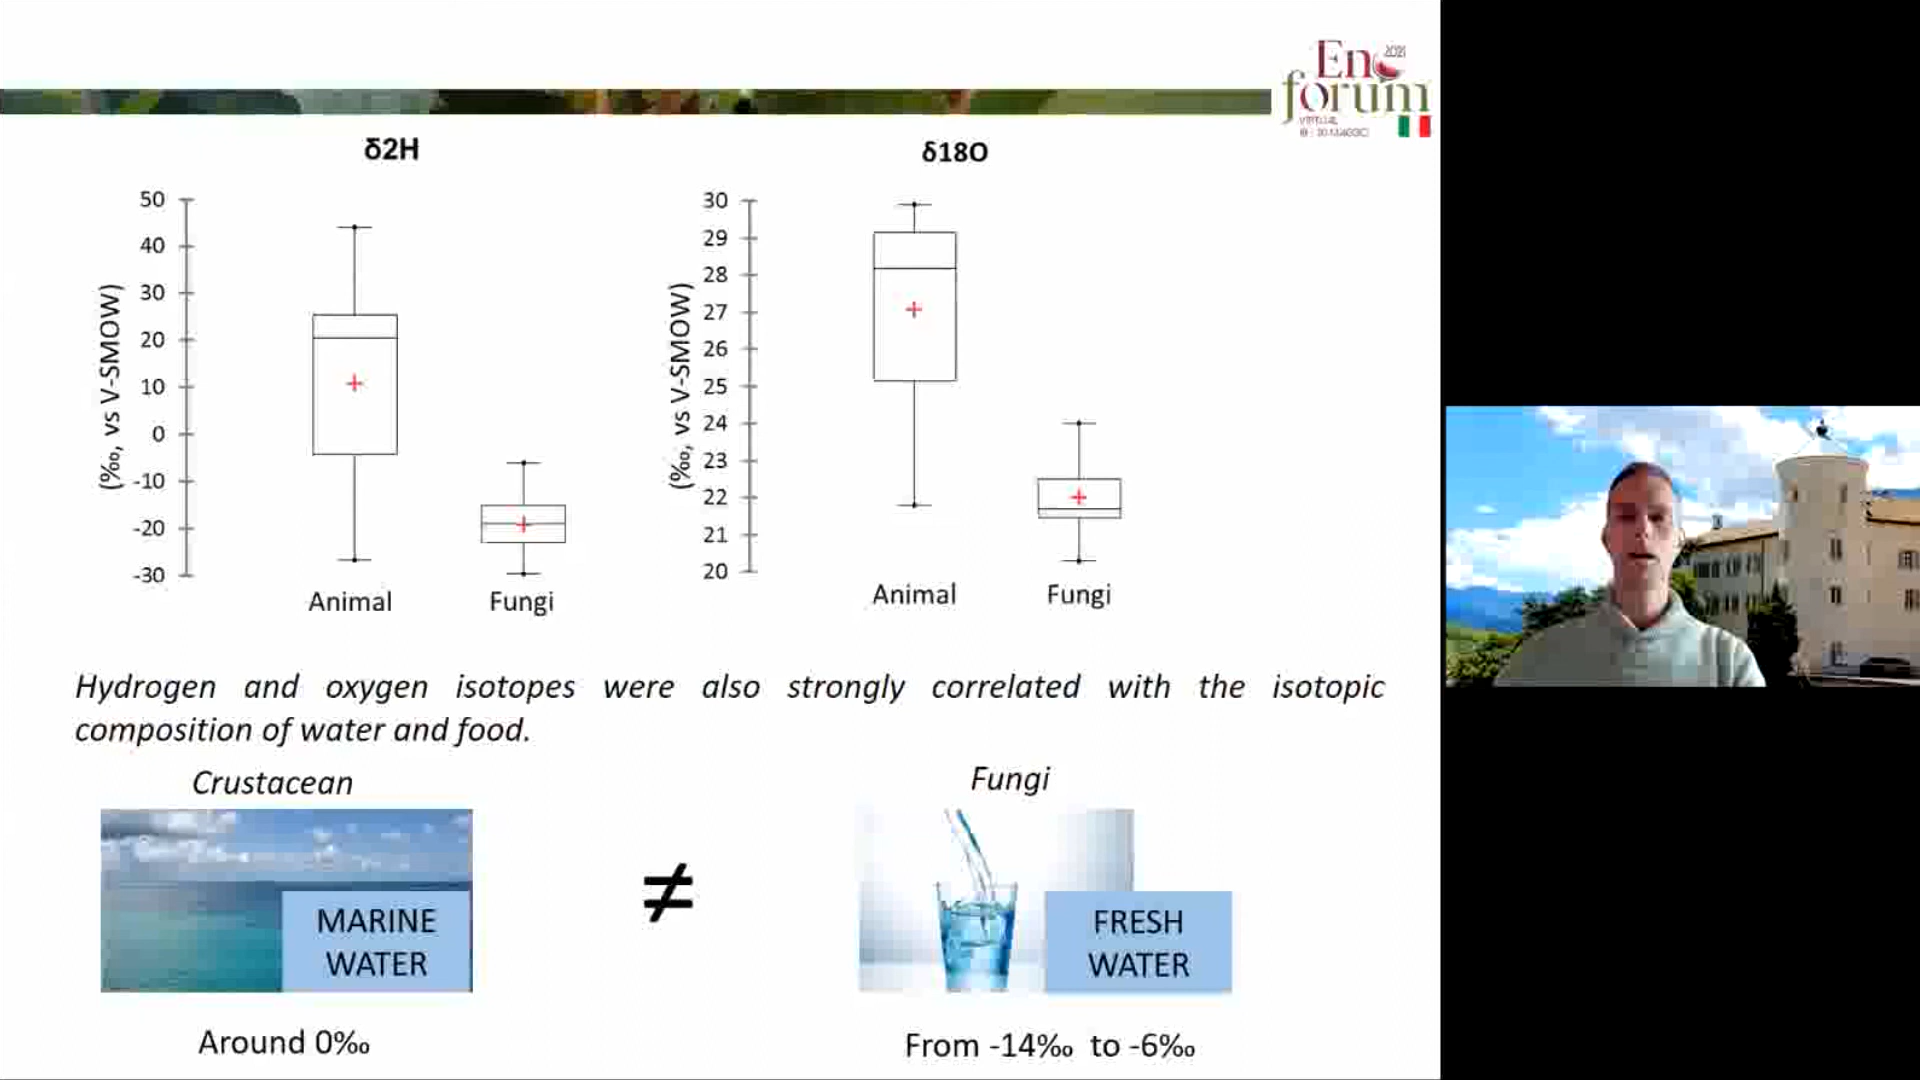 En 2021
forum
VIRTUAL
δ2H
δ18O
(‰, vs V-SMOW)
50
40
30
20
10
0
-10
-20
-30
Animal Fungi
(‰, vs V-SMOW)
30
29
28
27
26
25
24
23
22
21
20
Animal Fungi
Hydrogen and oxygen isotopes were also strongly correlated with the isotopic
composition of water and food.
Crustacean
MARINE
WATER
Around 0‰
≠
Fungi
FRESH
WATER
From -14‰ to -6‰